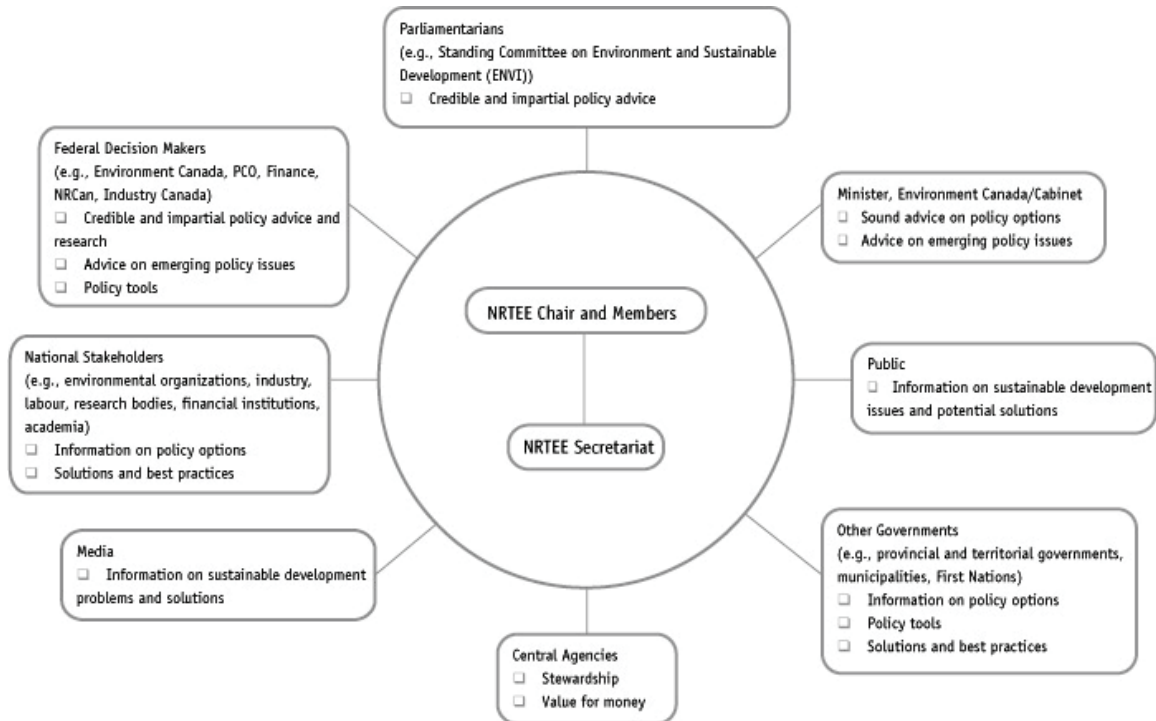 Parliamentarians
(e.g., Standing Committee on Environment and Sustainable
Development (ENVI))
❑ Credible and impartial policy advice
Federal Decision Makers
(e.g., Environment Canada, PCO, Finance,
NRCan, Industry Canada)
❑ Credible and impartial policy advice and
research
❑ Advice on emerging policy issues
❑ Policy tools
Minister, Environment Canada/Cabinet
❑ Sound advice on policy options
❑ Advice on emerging policy issues
NRTEE Chair and Members
National Stakeholders
(e.g., environmental organizations, industry,
labour, research bodies, financial institutions,
academia)
❑ Information on policy options
❑ Solutions and best practices
Public
❑ Information on sustainable development
issues and potential solutions
NRTEE Secretariat
Media
❑ Information on sustainable development
problems and solutions
Other Governments
(e.g., provincial and territorial governments,
municipalities, First Nations)
❑ Information on policy options
❑ Policy tools
❑ Solutions and best practices
Central Agencies
❑ Stewardship
❑ Value for money